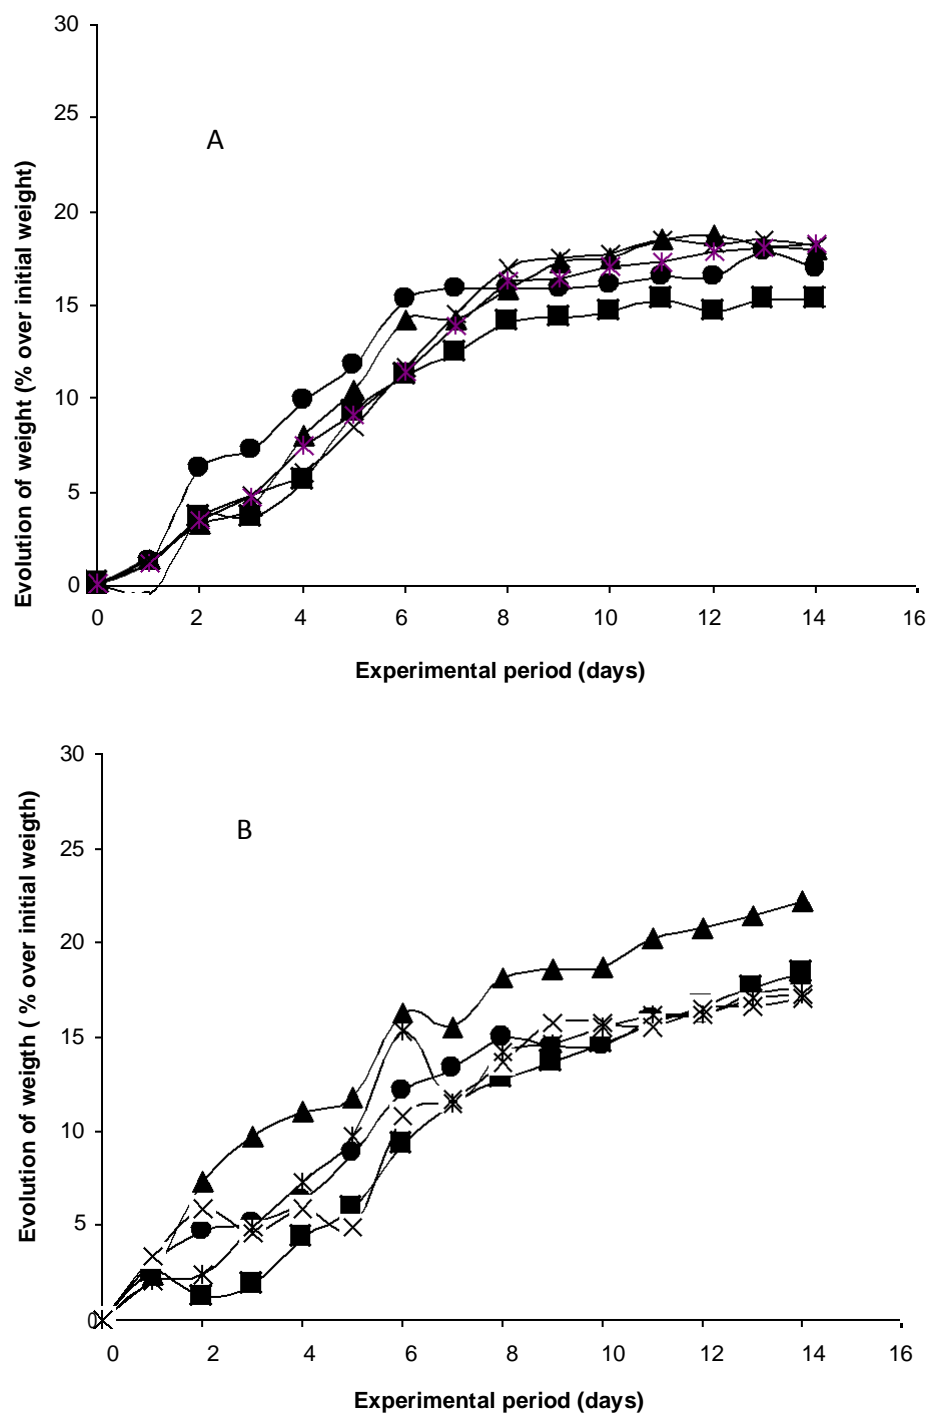 30
25
A
20
15
10
5
0
Evolution of weight (% over initial weight)
0 2 4 6 8 10 12 14 16
Experimental period (days)
30
B
25
20
15
10
5
0
Evolution of weigth ( % over initial weigth)
0 2 4 6 8 10 12 14 16
Experimental period (days)